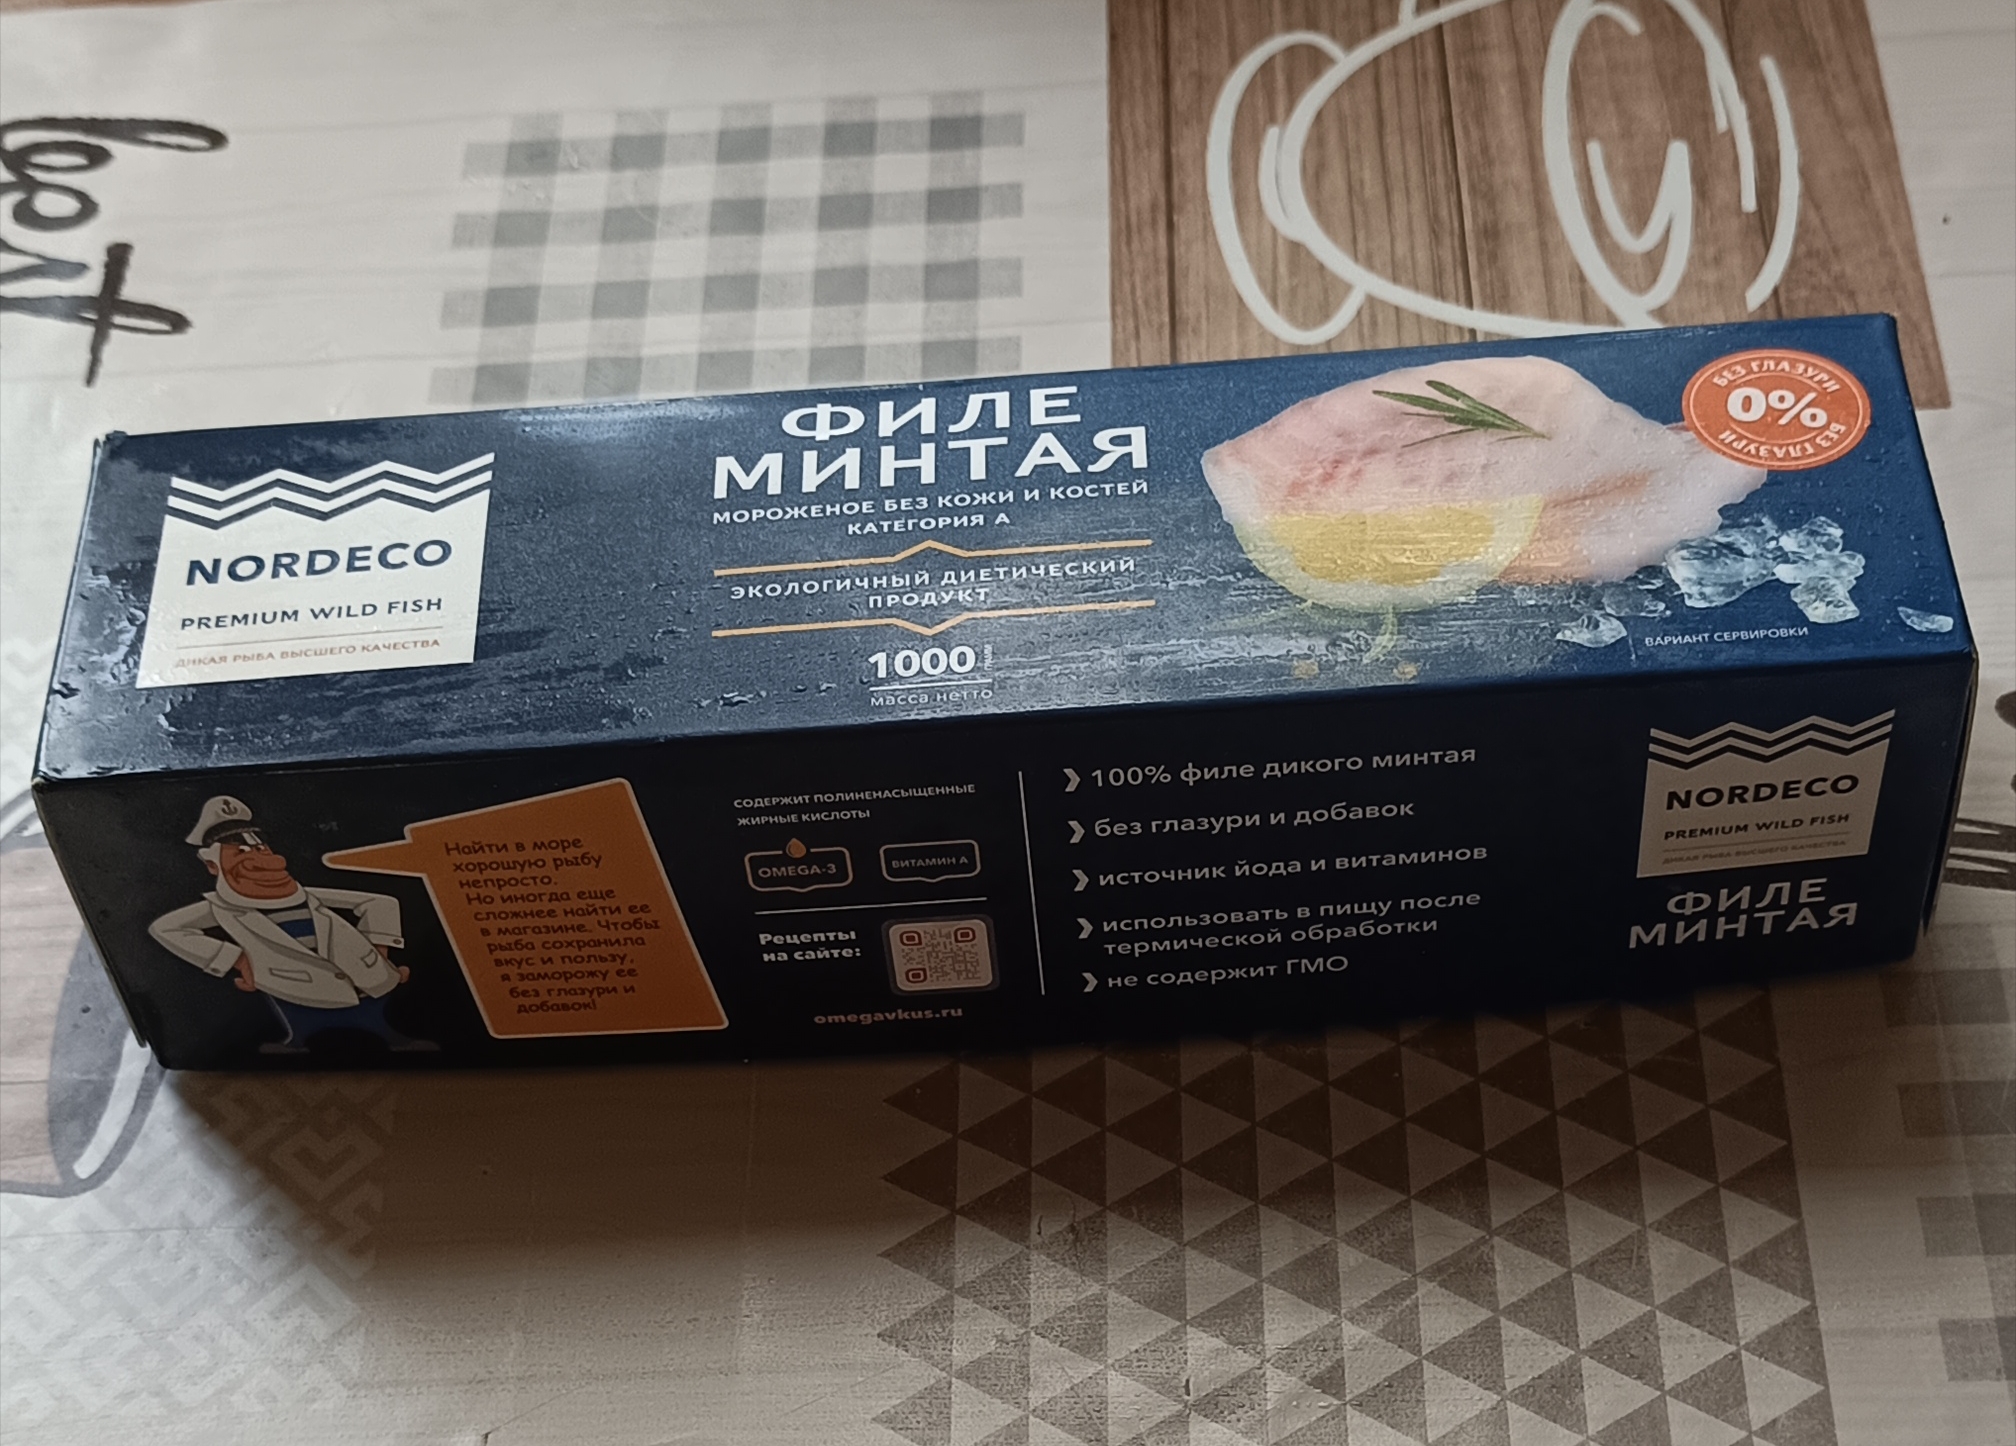 NORDECO
PREMIUM WILD FISH
ДИКАЯ РЫБА ВЫСШЕГО КАЧЕСТВА
ФИЛЕ
МИНТАЯ
МОРОЖЕНОЕ БЕЗ КОЖИ И КОСТЕЙ
КАТЕГОРИЯ А
ЭКОЛОГИЧНЫЙ ДИЕТИЧЕСКИЙ
ПРОДУКТ
1000 ГРАММ
масса нетто
БЕЗ ГЛАЗУРИ
0%
БЕЗ ГЛАЗУРИ
ВАРИАНТ СЕРВИРОВКИ
Найти в море
хорошую рыбу
непросто.
Но иногда еще
сложнее найти ее
в магазине. Чтобы
рыба сохранила
вкус и пользу,
я заморожу ее
без глазури и
добавок!
СОДЕРЖИТ ПОЛИНЕНАСЫЩЕННЫЕ
ЖИРНЫЕ КИСЛОТЫ
OMEGA-3
ВИТАМИН А
Рецепты
на сайте:
omegavkus.ru
100% филе дикого минтая
без глазури и добавок
источник йода и витаминов
использовать в пищу после
термической обработки
не содержит ГМО
NORDECO
PREMIUM WILD FISH
ДИКАЯ РЫБА ВЫСШЕГО КАЧЕСТВА
ФИЛЕ
МИНТАЯ